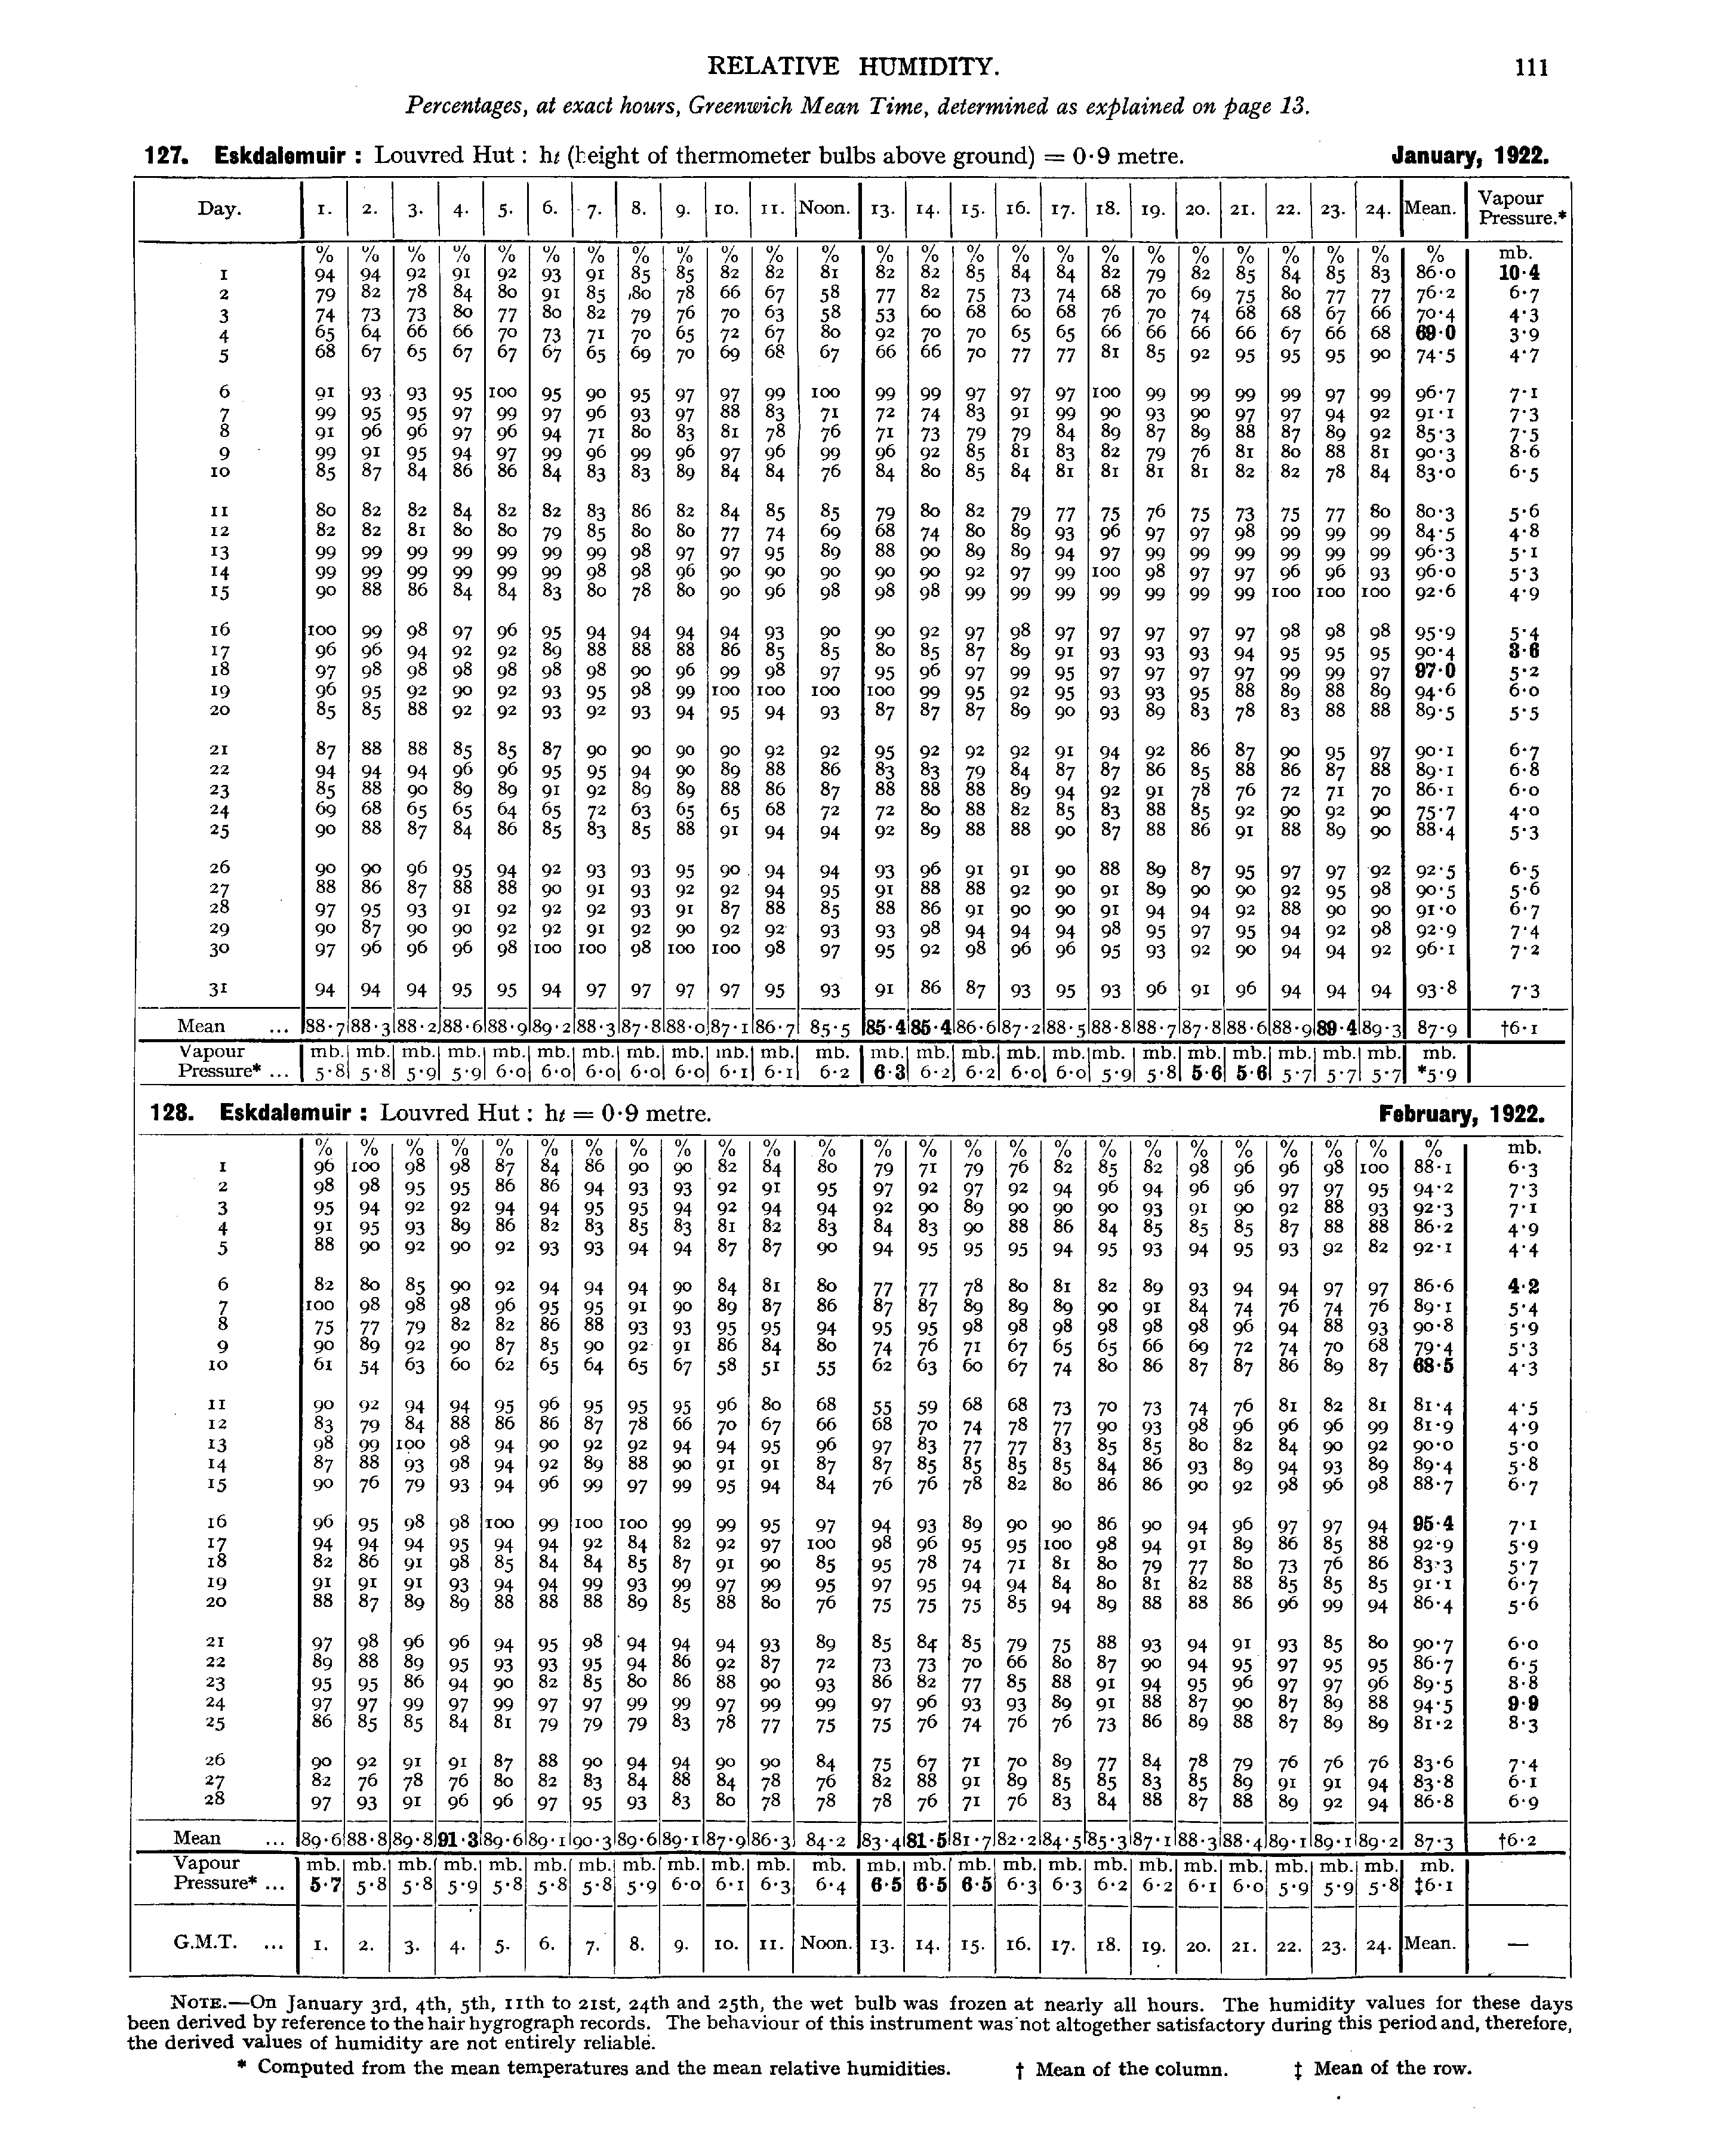 RELATIVE HUMIDITY. 111
Percentages, at exact hours, Greenwich Mean Time, determined as explained on page 13.
127. Eskdalemuir : Louvred Hut : ht (height of thermometer bulbs above ground) = 0·9 metre. January, 1922.
Day. 1. 2. 3. 4. 5. 6. 7. 8. 9. 10. 11. Noon. 13. 14. 15. 16. 17. 18. 19. 20. 21. 22. 23. 24. Mean. Vapour Pressure.*
% % % % % % % % % % % % % % % % % % % % % % % % % mb.
1 94 94 92 91 92 93 91 85 85 82 82 81 82 82 85 84 84 82 79 82 85 84 85 83 86·0 10·4
2 79 82 78 84 80 91 85 80 78 66 67 58 77 82 75 73 74 68 70 69 75 80 77 77 76·2 6·7
3 74 73 73 80 77 80 82 79 76 70 63 58 53 60 68 60 68 76 70 74 68 68 67 66 70·4 4·3
4 65 64 66 66 70 73 71 70 65 72 67 80 92 70 70 65 65 66 66 66 66 67 66 68 69·0 3·9
5 68 67 65 67 67 67 65 69 70 69 68 67 66 66 70 77 77 81 85 92 95 95 95 90 74·5 4·7
6 91 93 93 95 100 95 90 95 97 97 99 100 99 99 97 97 97 100 99 99 99 99 97 99 96·7 7·1
7 99 95 95 97 99 97 96 93 97 88 83 71 72 74 83 91 99 90 93 90 97 97 94 92 91·1 7·3
8 91 96 96 97 96 94 71 80 83 81 78 76 71 73 79 79 84 89 87 89 88 87 89 92 85·3 7·5
9 99 91 95 94 97 99 96 99 96 97 96 99 96 92 85 81 83 82 79 76 81 80 88 81 90·3 8·6
10 85 87 84 86 86 84 83 83 89 84 84 76 84 80 85 84 81 81 81 81 82 82 78 84 83·0 6·5
11 80 82 82 84 82 82 83 86 82 84 85 85 79 80 82 79 77 75 76 75 73 75 77 80 80·3 5·6
12 82 82 81 80 80 79 85 80 80 77 74 69 68 74 80 89 93 96 97 97 98 99 99 99 84·5 4·8
13 99 99 99 99 99 99 99 98 97 97 95 89 88 90 89 89 94 97 99 99 99 99 99 99 96·3 5·1
14 99 99 99 99 99 99 98 98 96 90 90 90 90 90 92 97 99 100 98 97 97 96 96 93 96·0 5·3
15 90 88 86 84 84 83 80 78 80 90 96 98 98 98 99 99 99 99 99 99 99 100 100 100 92·6 4·9
16 100 99 98 97 96 95 94 94 94 94 93 90 90 92 97 98 97 97 97 97 97 98 98 98 95·9 5·4
17 96 96 94 92 92 89 88 88 88 86 85 85 80 85 87 89 91 93 93 93 94 95 95 95 90·4 3·6
18 97 98 98 98 98 98 98 90 96 99 98 97 95 96 97 99 95 97 97 97 97 99 99 97 97·0 5·2
19 96 95 92 90 92 93 95 98 99 100 100 100 100 99 95 92 95 93 93 95 88 89 88 89 94·6 6·0
20 85 85 88 92 92 93 92 93 94 95 94 93 87 87 87 89 90 93 89 83 78 83 88 88 89·5 5·5
21 87 88 88 85 85 87 90 90 90 90 92 92 95 92 92 92 91 94 92 86 87 90 95 97 90·1 6·7
22 94 94 94 96 96 95 95 94 90 89 88 86 83 83 79 84 87 87 86 85 88 86 87 88 89·1 6·8
23 85 88 90 89 89 91 92 89 89 88 86 87 88 88 88 89 94 92 91 78 76 72 71 70 86·1 6·0
24 69 68 65 65 64 65 72 63 65 65 68 72 72 80 88 82 85 83 88 85 92 90 92 90 75·7 4·0
25 90 88 87 84 86 85 83 85 88 91 94 94 92 89 88 88 90 87 88 86 91 88 89 90 88·4 5·3
26 90 90 96 95 94 92 93 93 95 90 94 94 93 96 91 91 90 88 89 87 95 97 97 92 92·5 6·5
27 88 86 87 88 88 90 91 93 92 92 94 95 91 88 88 92 90 91 89 90 90 92 95 98 90·5 5·6
28 97 95 93 91 92 92 92 93 91 87 88 85 88 86 91 90 90 91 94 94 92 88 90 90 91·0 6·7
29 90 87 90 90 92 92 91 92 90 92 92 93 93 98 94 94 94 98 95 97 95 94 92 98 92·9 7·4
30 97 96 96 96 98 100 100 98 100 100 98 97 95 92 98 96 96 95 93 92 90 94 94 92 96·1 7·2
31 94 94 94 95 95 94 97 97 97 97 95 93 91 86 87 93 95 93 96 91 96 94 94 94 93·8 7·3
Mean ... 88·7 88·3 88·2 88·6 88·9 89·2 88·3 87·8 88·0 87·1 86·7 85·5 85·4 85·4 86·6 87·2 88·5 88·8 88·7 87·8 88·6 88·9 89·4 89·3 87·9 †6·1
Vapour mb. mb. mb. mb. mb. mb. mb. mb. mb. mb. mb. mb. mb. mb. mb. mb. mb. mb. mb. mb. mb. mb. mb. mb. mb.
Pressure* ... 5·8 5·8 5·9 5·9 6·0 6·0 6·0 6·0 6·0 6·1 6·1 6·2 6·3 6·2 6·2 6·0 6·0 5·9 5·8 5·6 5·6 5·7 5·7 5·7 *5·9
128. Eskdalemuir : Louvred Hut : ht = 0·9 metre. February, 1922.
% % % % % % % % % % % % % % % % % % % % % % % % % mb.
1 96 100 98 98 87 84 86 90 90 82 84 80 79 71 79 76 82 85 82 98 96 96 98 100 88·1 6·3
2 98 98 95 95 86 86 94 93 93 92 91 95 97 92 97 92 94 96 94 96 96 97 97 95 94·2 7·3
3 95 94 92 92 94 94 95 95 94 92 94 94 92 90 89 90 90 90 93 91 90 92 88 93 92·3 7·1
4 91 95 93 89 86 82 83 85 83 81 82 83 84 83 90 88 86 84 85 85 85 87 88 88 86·2 4·9
5 88 90 92 90 92 93 93 94 94 87 87 90 94 95 95 95 94 95 93 94 95 93 92 82 92·1 4·4
6 82 80 85 90 92 94 94 94 90 84 81 80 77 77 78 80 81 82 89 93 94 94 97 97 86·6 4·2
7 100 98 98 98 96 95 95 91 90 89 87 86 87 87 89 89 89 90 91 84 74 76 74 76 89·1 5·4
8 75 77 79 82 82 86 88 93 93 95 95 94 95 95 98 98 98 98 98 98 96 94 88 93 90·8 5·9
9 90 89 92 90 87 85 90 92 91 86 84 80 74 76 71 67 65 65 66 69 72 74 70 68 79·4 5·3
10 61 54 63 60 62 65 64 65 67 58 51 55 62 63 60 67 74 80 86 87 87 86 89 87 68·5 4·3
11 90 92 94 94 95 96 95 95 95 96 80 68 55 59 68 68 73 70 73 74 76 81 82 81 81·4 4·5
12 83 79 84 88 86 86 87 78 66 70 67 66 68 70 74 78 77 90 93 98 96 96 96 99 81·9 4·9
13 98 99 100 98 94 90 92 92 94 94 95 96 97 83 77 77 83 85 85 80 82 84 90 92 90·0 5·0
14 87 88 93 98 94 92 89 88 90 91 91 87 87 85 85 85 85 84 86 93 89 94 93 89 89·4 5·8
15 90 76 79 93 94 96 99 97 99 95 94 84 76 76 78 82 80 86 86 90 92 98 96 98 88·7 6·7
16 96 95 98 98 100 99 100 100 99 99 95 97 94 93 89 90 90 86 90 94 96 97 97 94 95·4 7·1
17 94 94 94 95 94 94 92 84 82 92 97 100 98 96 95 95 100 98 94 91 89 86 85 88 92·9 5·9
18 82 86 91 98 85 84 84 85 87 91 90 85 95 78 74 71 81 80 79 77 80 73 76 86 83·3 5·7
19 91 91 91 93 94 94 99 93 99 97 99 95 97 95 94 94 84 80 81 82 88 85 85 85 91·1 6·7
20 88 87 89 89 88 88 88 89 85 88 80 76 75 75 75 85 94 89 88 88 86 96 99 94 86·4 5·6
21 97 98 96 96 94 95 98 94 94 94 93 89 85 84 85 79 75 88 93 94 91 93 85 80 90·7 6·0
22 89 88 89 95 93 93 95 94 86 92 87 72 73 73 70 66 80 87 90 94 95 97 95 95 86·7 6·5
23 95 95 86 94 90 82 85 80 86 88 90 93 86 82 77 85 88 91 94 95 96 97 97 96 89·5 8·8
24 97 97 99 97 99 97 97 99 99 97 99 99 97 96 93 93 89 91 88 87 90 87 89 88 94·5 9·9
25 86 85 85 84 81 79 79 79 83 78 77 75 75 76 74 76 76 73 86 89 88 87 89 89 81·2 8·3
26 90 92 91 91 87 88 90 94 94 90 90 84 75 67 71 70 89 77 84 78 79 76 76 76 83·6 7·4
27 82 76 78 76 80 82 83 84 88 84 78 76 82 88 91 89 85 85 83 85 89 91 91 94 83·8 6·1
28 97 93 91 96 96 97 95 93 83 80 78 78 78 76 71 76 83 84 88 87 88 89 92 94 86·8 6·9
Mean ... 89·6 88·8 89·8 91·3 89·6 89·1 90·3 89·6 89·1 87·9 86·3 84·2 83·4 81·5 81·7 82·2 84·5 85·3 87·1 88·3 88·4 89·1 89·1 89·2 87·3 †6·2
Vapour mb. mb. mb. mb. mb. mb. mb. mb. mb. mb. mb. mb. mb. mb. mb. mb. mb. mb. mb. mb. mb. mb. mb. mb. mb.
Pressure* ... 5·7 5·8 5·8 5·9 5·8 5·8 5·8 5·9 6·0 6·1 6·3 6·4 6·5 6·5 6·5 6·3 6·3 6·2 6·2 6·1 6·0 5·9 5·9 5·8 ‡6·1
G.M.T. ... 1. 2. 3. 4. 5. 6. 7. 8. 9. 10. 11. Noon. 13. 14. 15. 16. 17. 18. 19. 20. 21. 22. 23. 24. Mean. —
NOTE.—On January 3rd, 4th, 5th, 11th to 21st, 24th and 25th, the wet bulb was frozen at nearly all hours. The humidity values for these days
been derived by reference to the hair hygrograph records. The behaviour of this instrument was not altogether satisfactory during this period and, therefore,
the derived values of humidity are not entirely reliable.
* Computed from the mean temperatures and the mean relative humidities. † Mean of the column. ‡ Mean of the row.